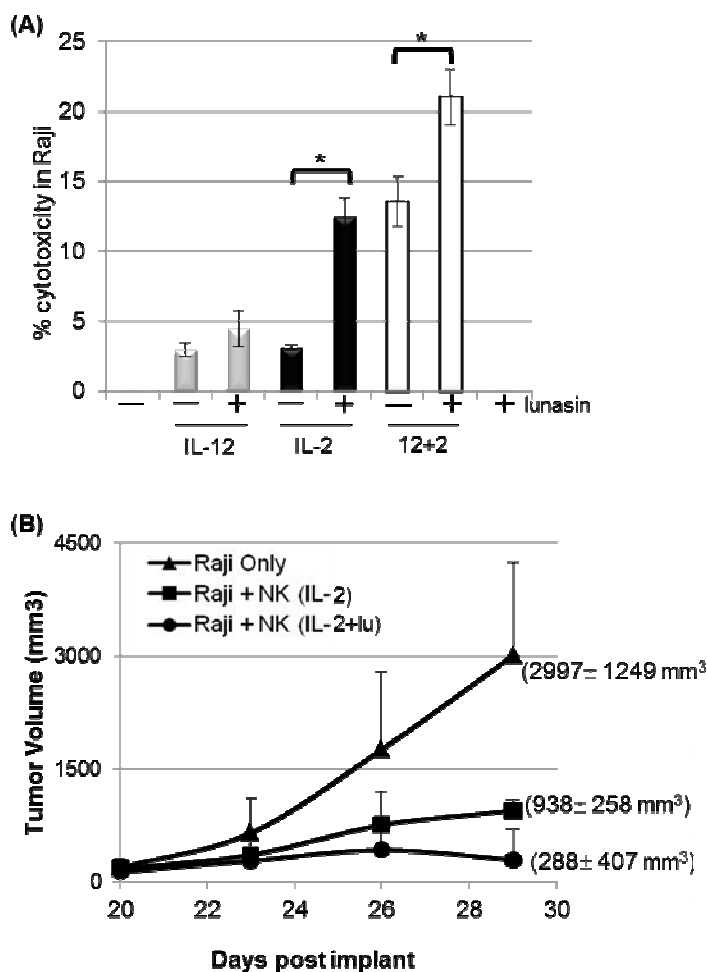 (A)
% cytotoxicity in Raji
25
20
15
10
5
0
*
*
— — + — + — + + lunasin
IL-12 IL-2 12+2
(B)
Tumor Volume (mm3)
4500
3000
1500
0
Raji Only
Raji + NK (IL-2)
Raji + NK (IL-2+lu)
(2997± 1249 mm³
(938± 258 mm³)
(288± 407 mm³)
20 22 24 26 28 30
Days post implant